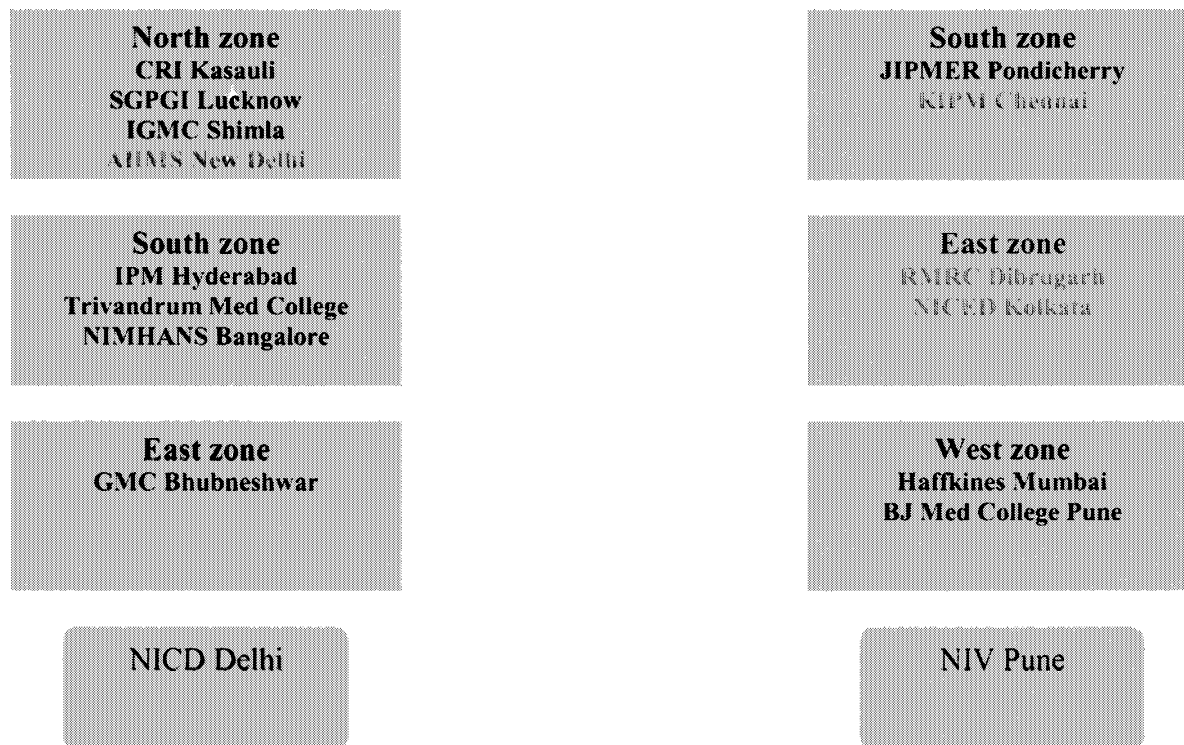 North zone
CRI Kasauli
SGPGI Lucknow
IGMC Shimla
AIIMS New Delhi
South zone
IPM Hyderabad
Trivandrum Med College
NIMHANS Bangalore
East zone
GMC Bhubneshwar
NICD Delhi
South zone
JIPMER Pondicherry
KIPM Chennai
East zone
RMRC Dibrugarh
NICED Kolkata
West zone
Haffkines Mumbai
BJ Med College Pune
NIV Pune